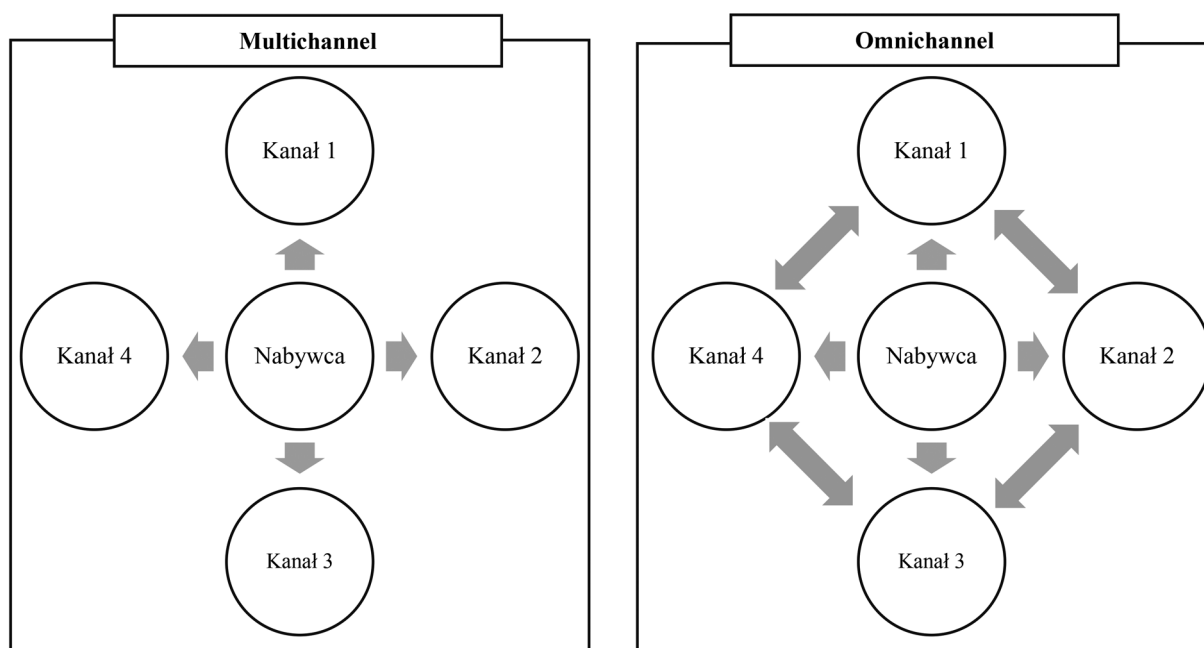 Multichannel
Kanał 1
Kanał 4
Nabywca
Kanał 2
Kanał 3
Omnichannel
Kanał 1
Kanał 4
Nabywca
Kanał 2
Kanał 3